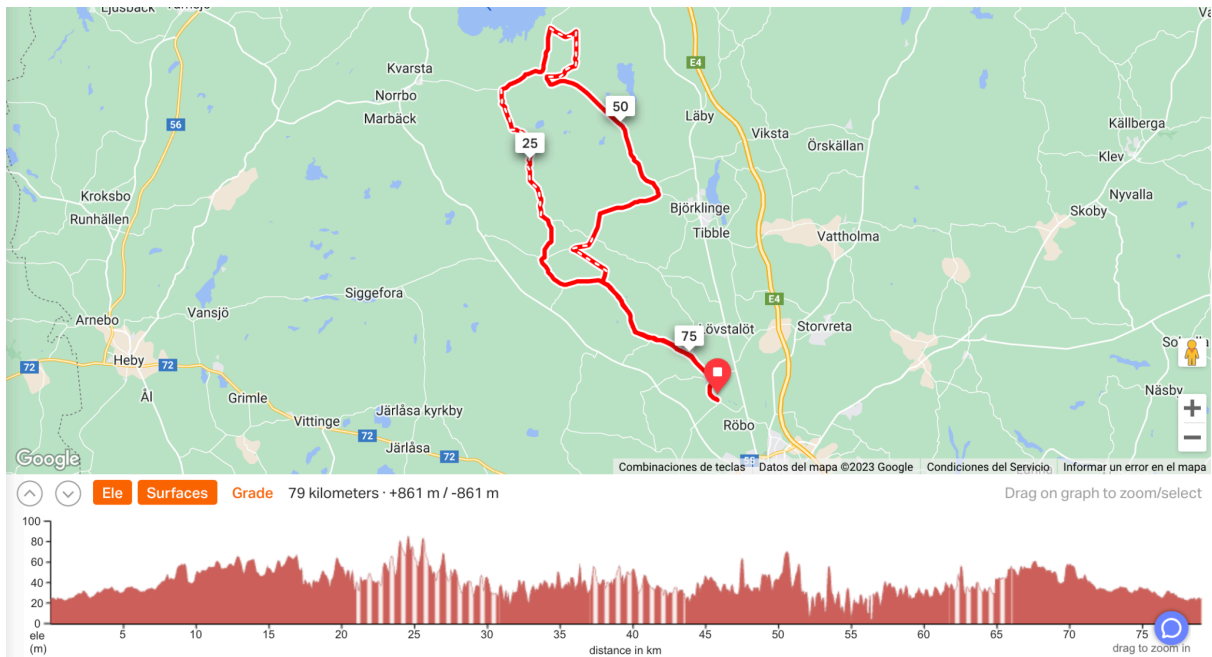 Ljusbäck
Tärnsjö
E4
Kvarsta
Norrbo
Marbäck
56
50
Läby
Viksta
Örskällan
Källberga
Klev
25
Kroksbo
Runhällen
Björklinge
Tibble
Nyvalla
Skoby
Vattholma
Siggefora
Vansjö
Arnebo
E4
75
Lövstalöt
Storvreta
Heby
72
72
Ål
Grimle
Näsby
Vittinge
Järlåsa kyrkby
72
Järlåsa
72
Röbo
Google
Combinaciones de teclas Datos del mapa ©2023 Google Condiciones del Servicio Informar un error en el mapa
Ele Surfaces Grade 79 kilometers · +861 m / -861 m Drag on graph to zoom/select
100
80
60
40
20
0
ele
(m)
5 10 15 20 25 30 35 40 45 50 55 60 65 70 75
distance in km
drag to zoom in